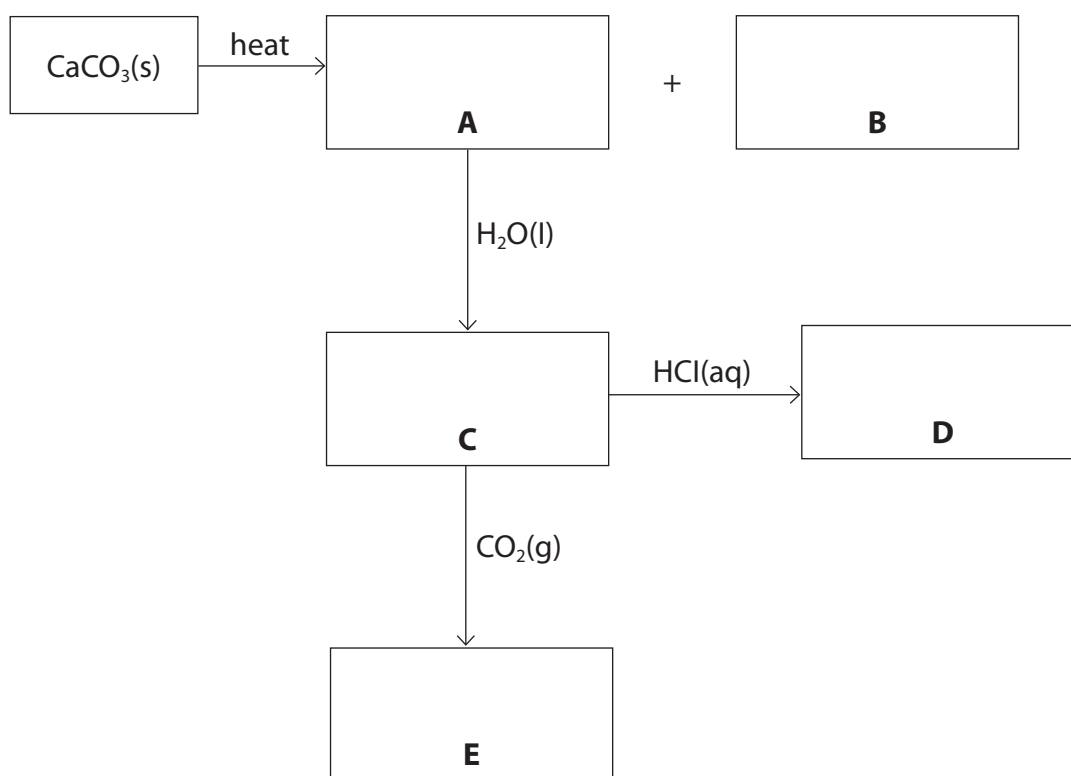 CaCO₃(s)
heat
A
+
B
H₂O(l)
C
HCl(aq)
D
CO₂(g)
E